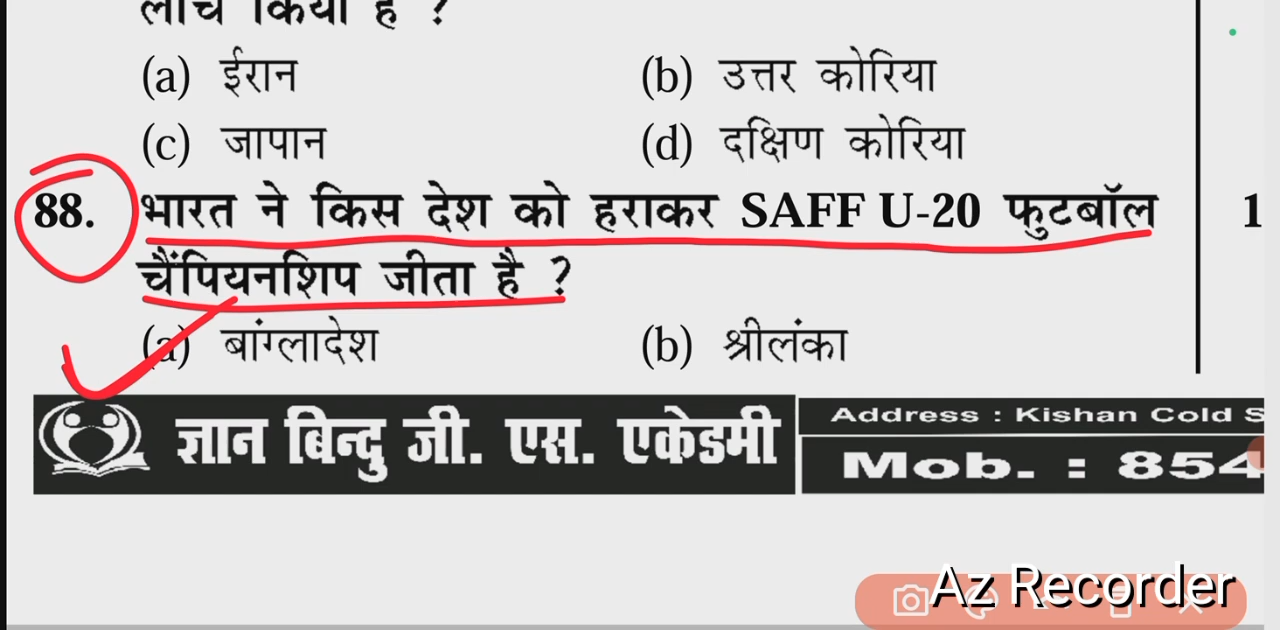 लांच किया है ?
(a) ईरान (b) उत्तर कोरिया
(c) जापान (d) दक्षिण कोरिया
88. भारत ने किस देश को हराकर SAFF U-20 फुटबॉल
चैंपियनशिप जीता है ?
(a) बांग्लादेश (b) श्रीलंका
1
ज्ञान बिन्दु जी. एस. एकेडमी
Address : Kishan Cold S
Mob. : 854
Az Recorder